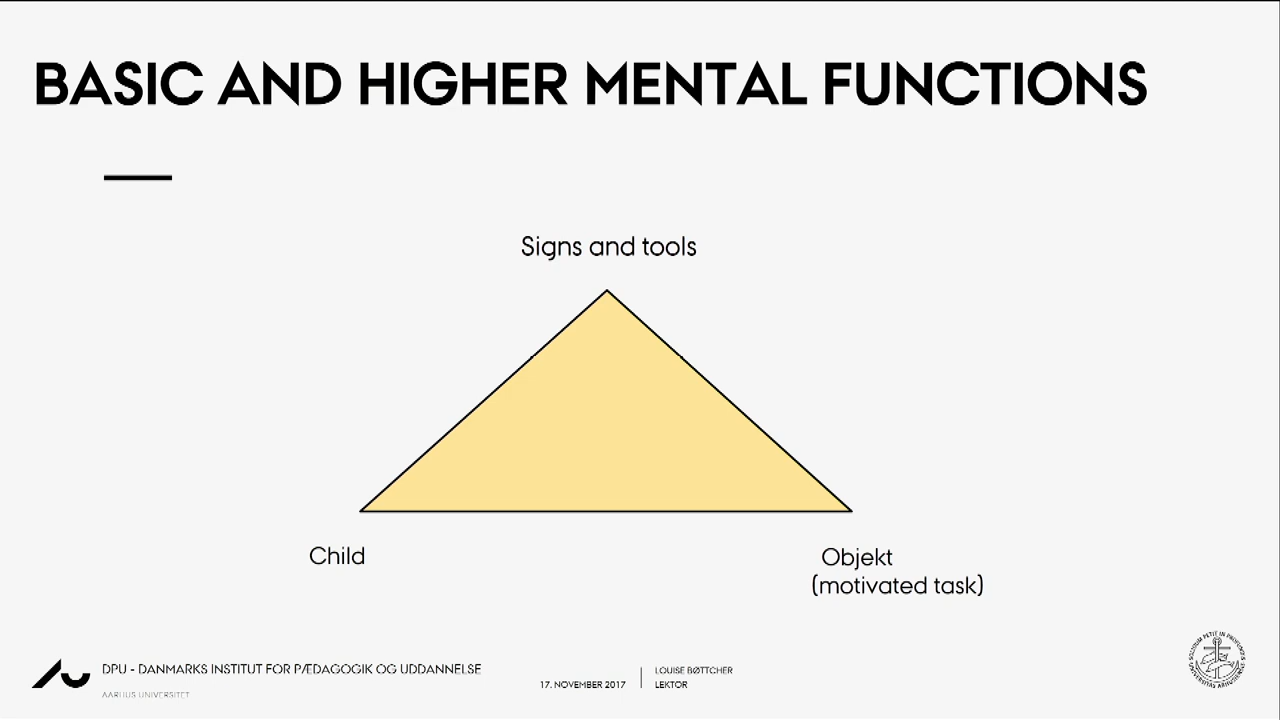 BASIC AND HIGHER MENTAL FUNCTIONS
Signs and tools
Child
Objekt
(motivated task)
DPU - DANMARKS INSTITUT FOR PÆDAGOGIK OG UDDANNELSE
AARHUS UNIVERSITET
17. NOVEMBER 2017
LOUISE BØTTCHER
LEKTOR